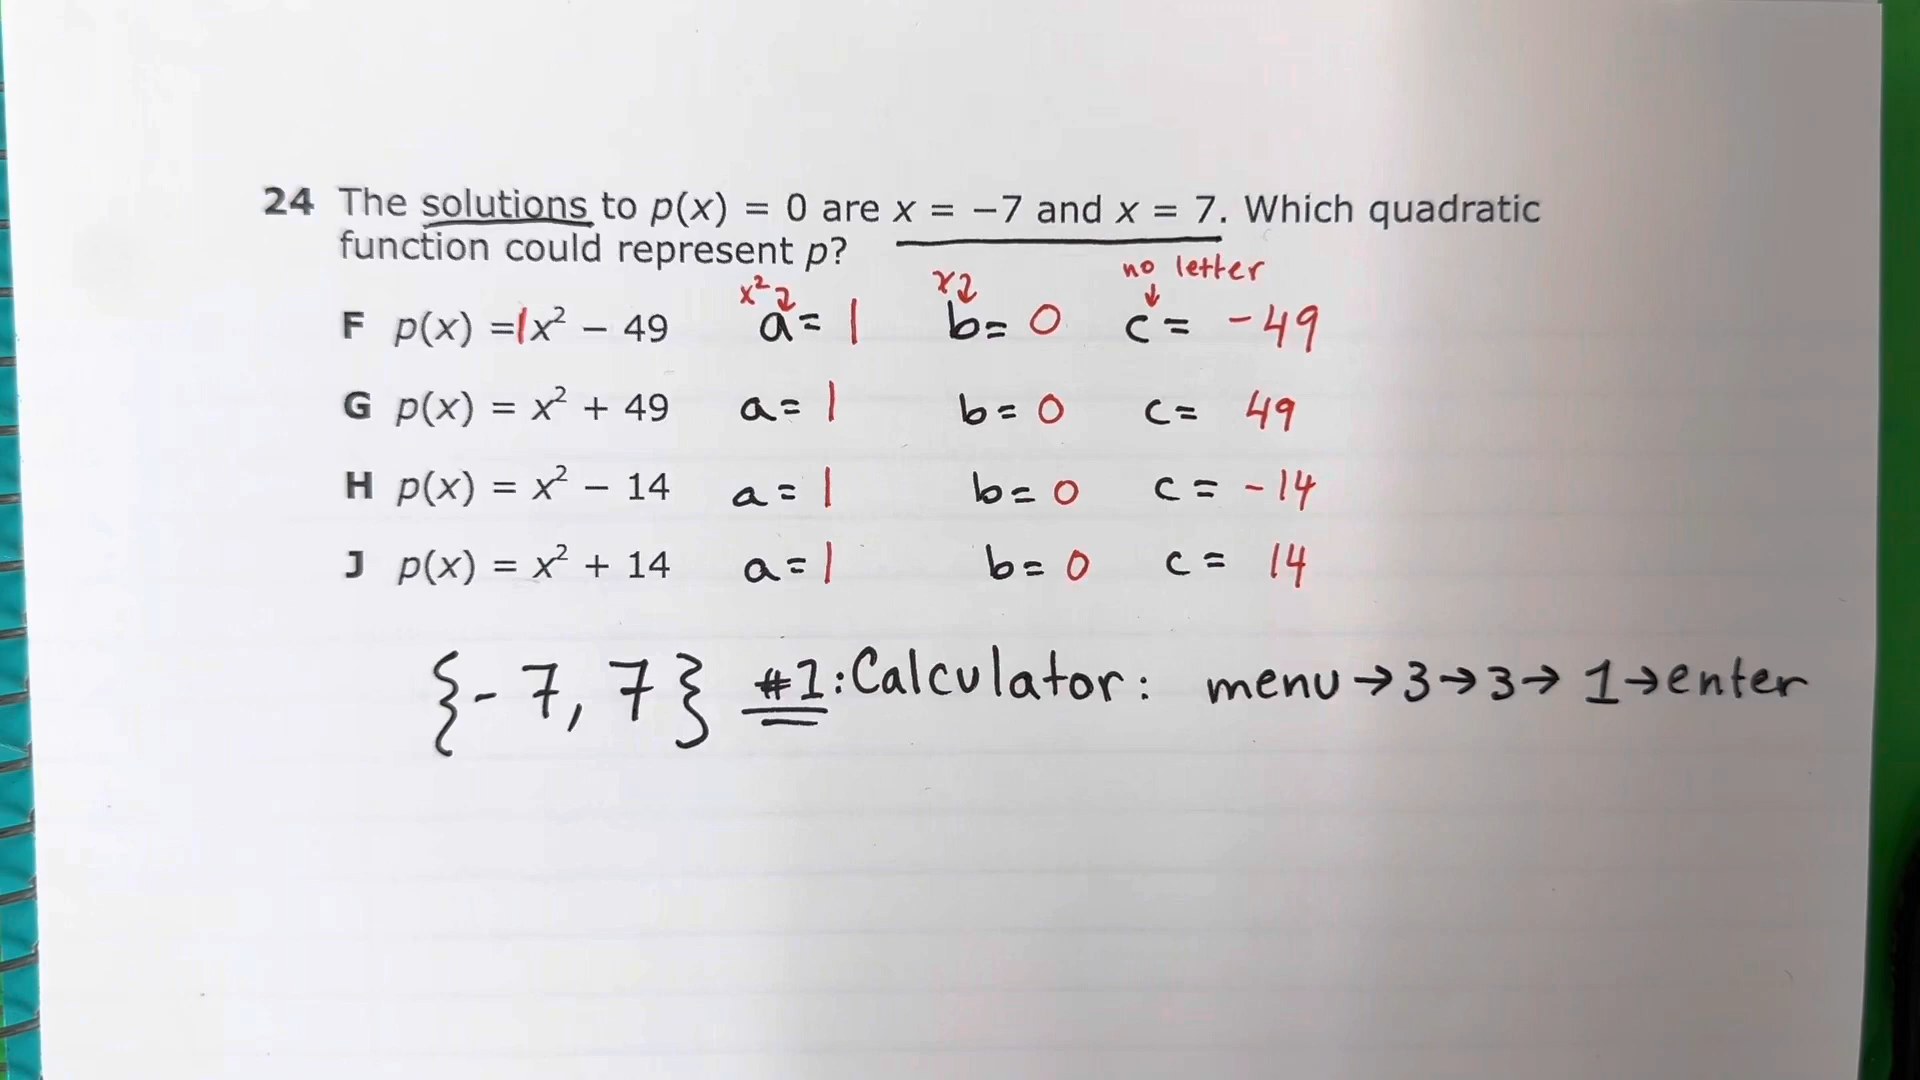 24 The solutions to p(x) = 0 are x = −7 and x = 7. Which quadratic
function could represent p?
x² x no letter
F p(x) =1x² − 49 a= 1 b= 0 c= -49
G p(x) = x² + 49 a= 1 b= 0 c= 49
H p(x) = x² − 14 a= 1 b= 0 c= -14
J p(x) = x² + 14 a= 1 b= 0 c= 14
{-7, 7} #1: Calculator: menu→3→3→ 1→enter